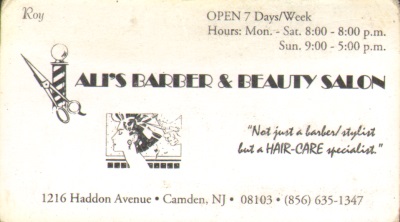 Roy
OPEN 7 Days/Week
Hours: Mon. - Sat. 8:00 - 8:00 p.m.
Sun. 9:00 - 5:00 p.m.
ALI'S BARBER & BEAUTY SALON
"Not just a barber/stylist
but a HAIR-CARE specialist."
1216 Haddon Avenue • Camden, NJ • 08103 • (856) 635-1347